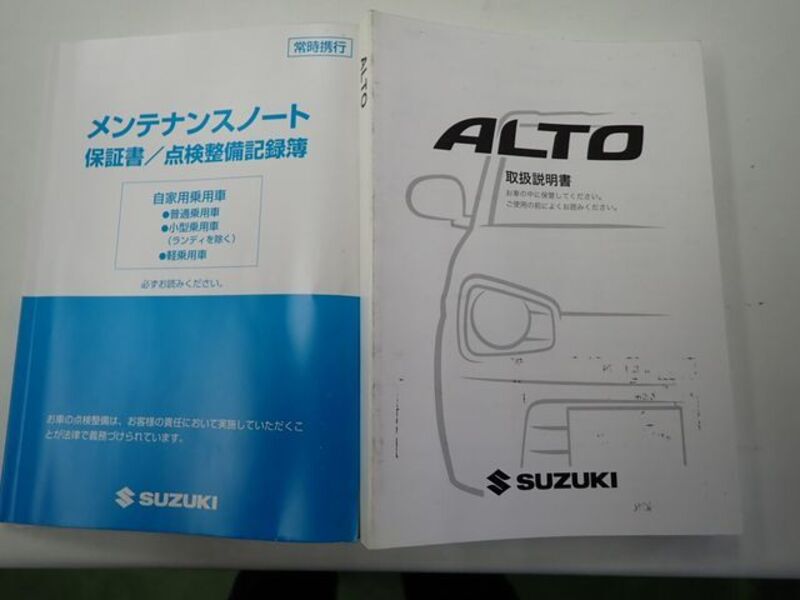 常時携行
メンテナンスノート
保証書／点検整備記録簿
自家用乗用車
●普通乗用車
●小型乗用車
（ランディを除く）
●軽乗用車
必ずお読みください。
お車の点検整備は、お客様の責任において実施していただくこ
とが法律で義務づけられています。
SUZUKI
ALTO
ALTO
取扱説明書
お車の中に保管してください。
ご使用の前によくお読みください。
SUZUKI